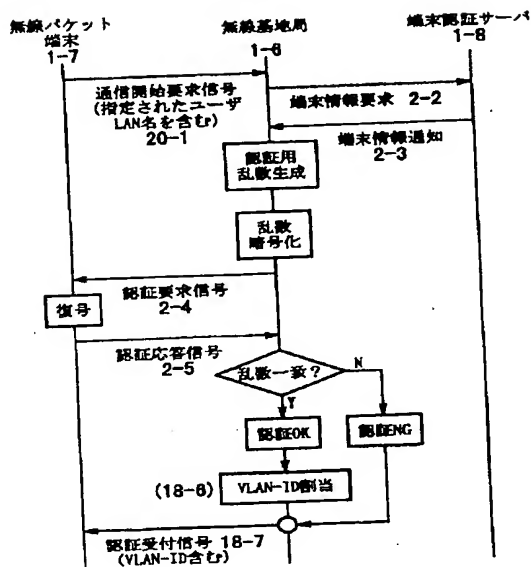 無線パケット
端末
1-7
無線基地局
1-6
端末認証サーバ
1-8
通信開始要求信号
(指定されたユーザ
LAN名を含む)
20-1
端末情報要求 2-2
端末情報通知
2-3
認証用
乱数生成
乱数
暗号化
認証要求信号
2-4
復号
認証応答信号
2-5
乱数一致?
N
Y
認証OK
認証NG
(18-6)
VLAN-ID割当
認証受付信号 18-7
(VLAN-ID含む)